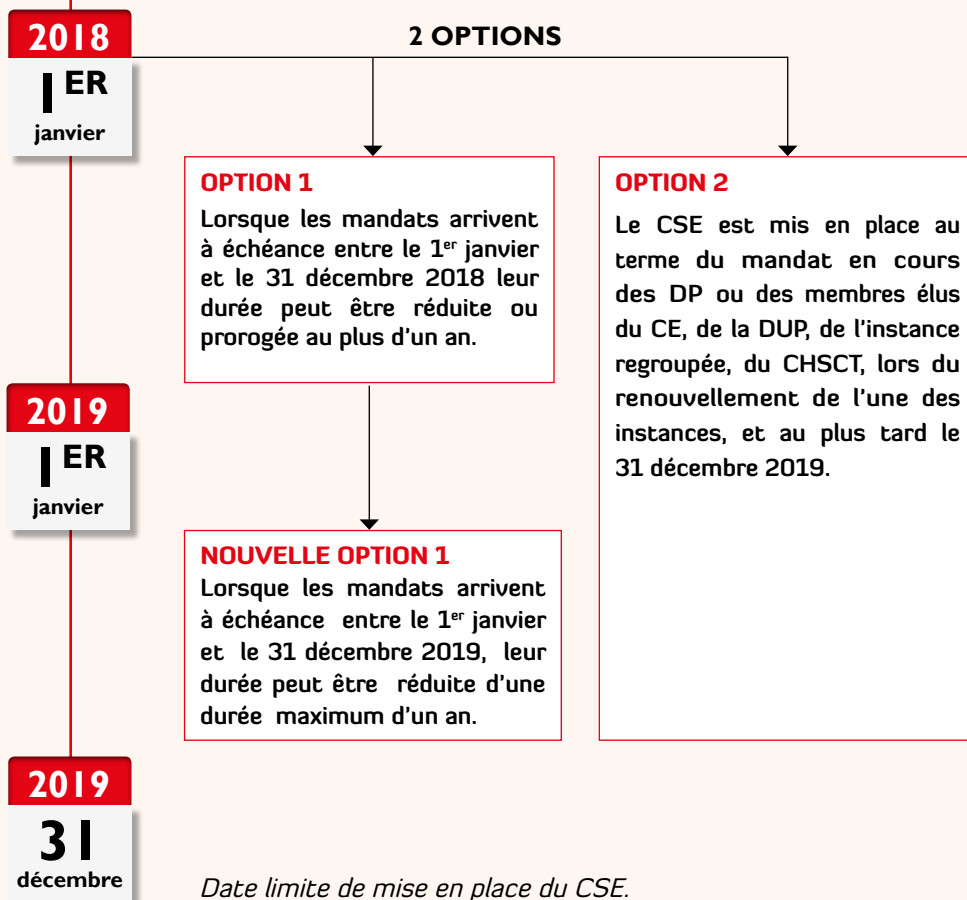 2018
1ER
janvier
2 OPTIONS
OPTION 1
Lorsque les mandats arrivent
à échéance entre le 1er janvier
et le 31 décembre 2018 leur
durée peut être réduite ou
prorogée au plus d'un an.
OPTION 2
Le CSE est mis en place au
terme du mandat en cours
des DP ou des membres élus
du CE, de la DUP, de l'instance
regroupée, du CHSCT, lors du
renouvellement de l'une des
instances, et au plus tard le
31 décembre 2019.
2019
1ER
janvier
NOUVELLE OPTION 1
Lorsque les mandats arrivent
à échéance entre le 1er janvier
et le 31 décembre 2019, leur
durée peut être réduite d'une
durée maximum d'un an.
2019
31
décembre
Date limite de mise en place du CSE.